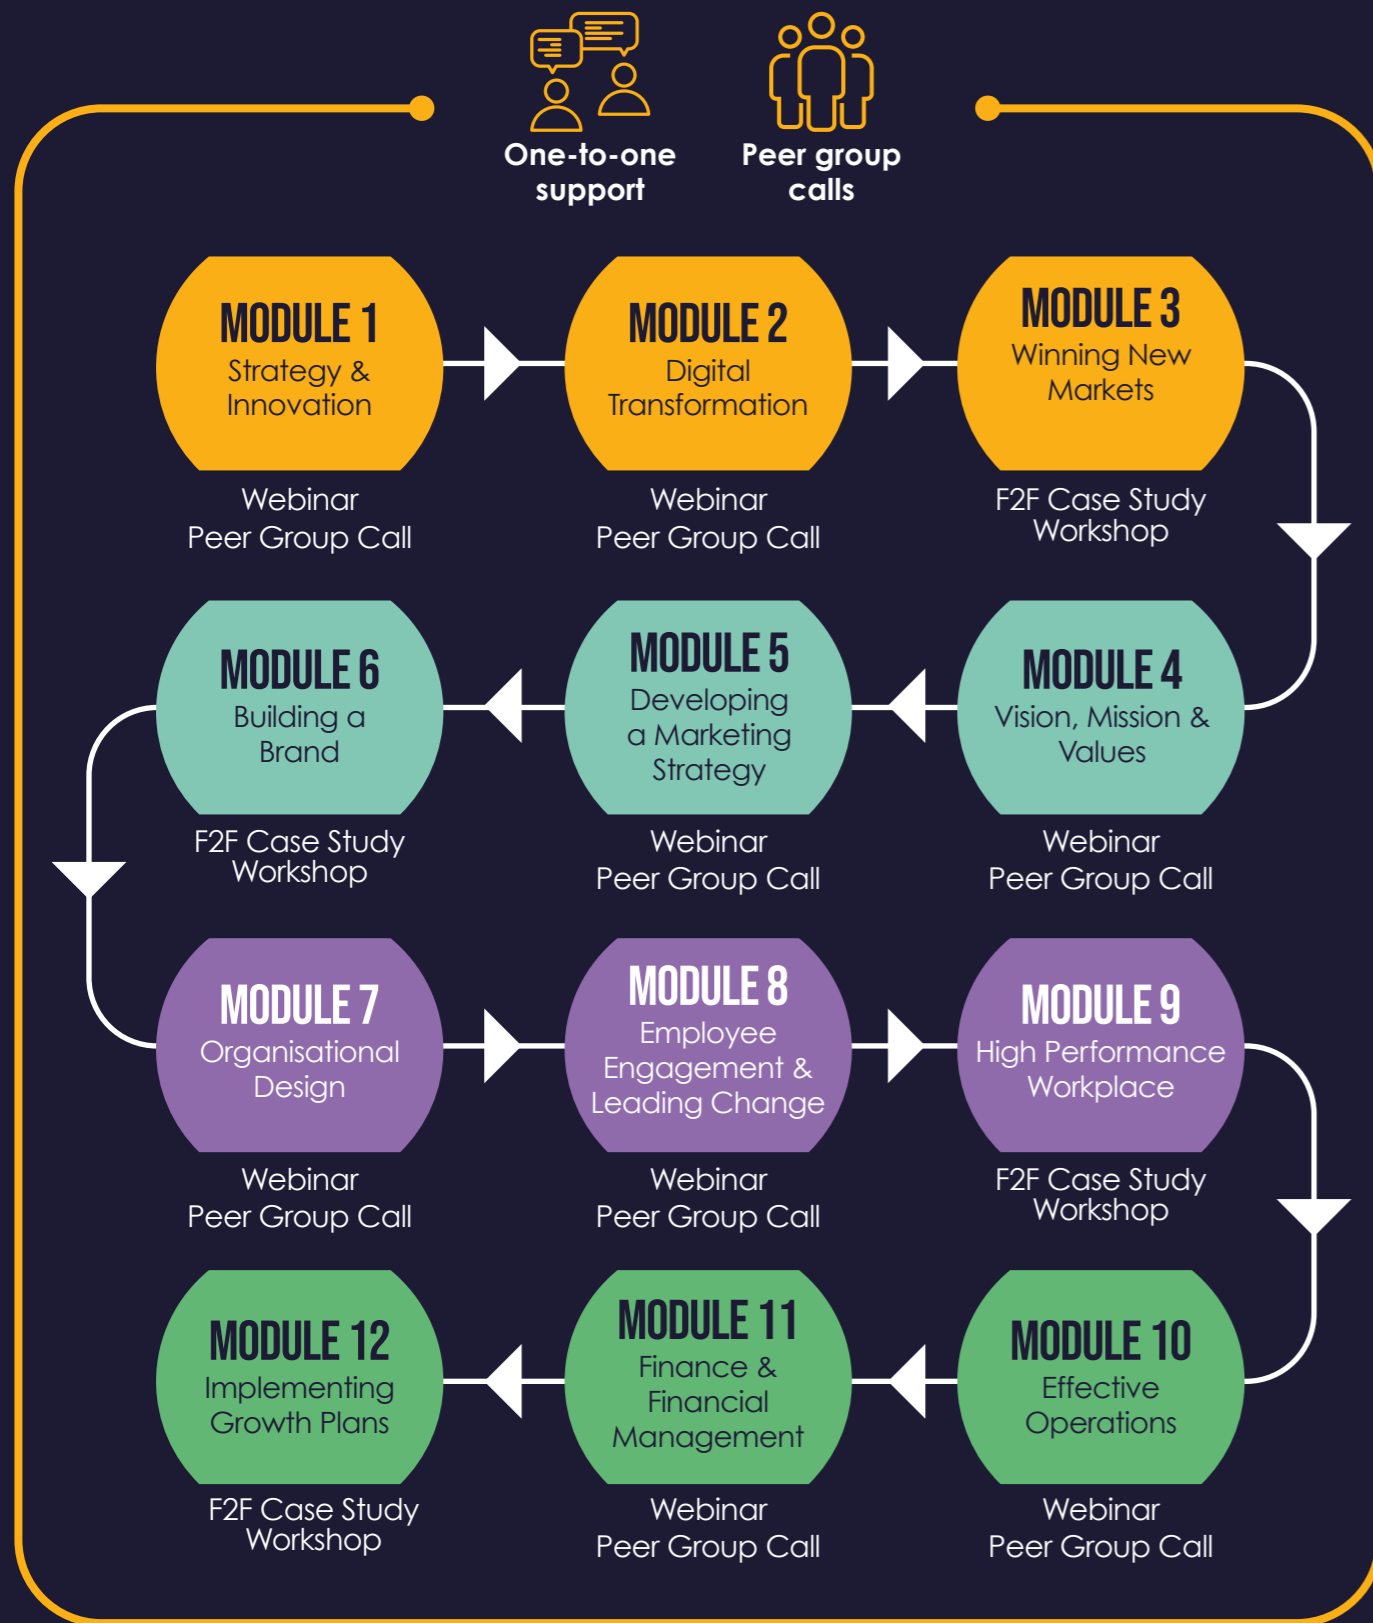 One-to-one
support
Peer group
calls
MODULE 1
Strategy &
Innovation
Webinar
Peer Group Call
MODULE 2
Digital
Transformation
Webinar
Peer Group Call
MODULE 3
Winning New
Markets
F2F Case Study
Workshop
MODULE 4
Vision, Mission &
Values
Webinar
Peer Group Call
MODULE 5
Developing
a Marketing
Strategy
Webinar
Peer Group Call
MODULE 6
Building a
Brand
F2F Case Study
Workshop
MODULE 7
Organisational
Design
Webinar
Peer Group Call
MODULE 8
Employee
Engagement &
Leading Change
Webinar
Peer Group Call
MODULE 9
High Performance
Workplace
F2F Case Study
Workshop
MODULE 10
Effective
Operations
Webinar
Peer Group Call
MODULE 11
Finance &
Financial
Management
Webinar
Peer Group Call
MODULE 12
Implementing
Growth Plans
F2F Case Study
Workshop